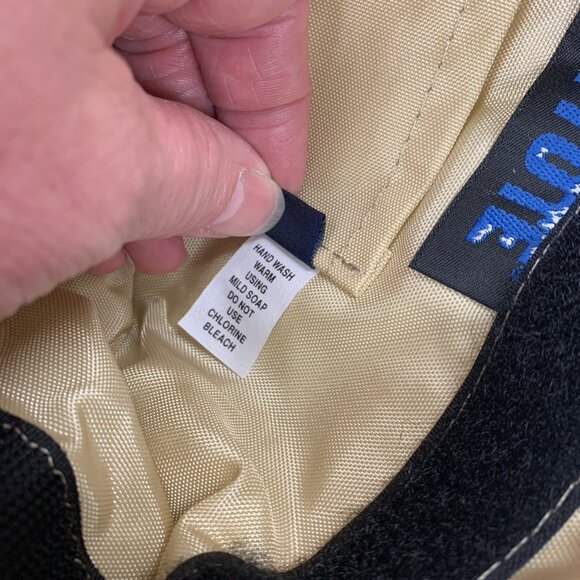 HAND WASH
WARM
USING
MILD SOAP
DO NOT
USE
CHLORINE
BLEACH